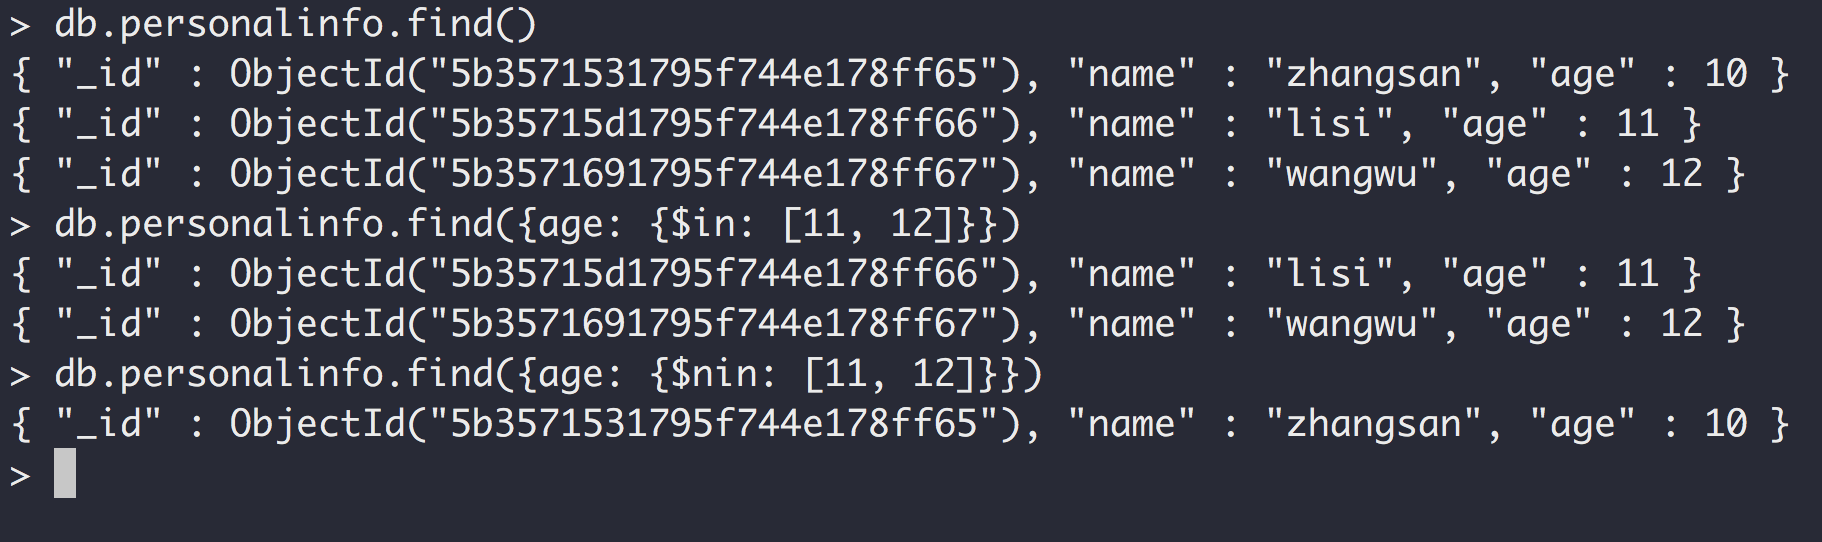 > db.personalinfo.find()
{ "_id" : ObjectId("5b3571531795f744e178ff65"), "name" : "zhangsan", "age" : 10 }
{ "_id" : ObjectId("5b35715d1795f744e178ff66"), "name" : "lisi", "age" : 11 }
{ "_id" : ObjectId("5b3571691795f744e178ff67"), "name" : "wangwu", "age" : 12 }
> db.personalinfo.find({age: {$in: [11, 12]}})
{ "_id" : ObjectId("5b35715d1795f744e178ff66"), "name" : "lisi", "age" : 11 }
{ "_id" : ObjectId("5b3571691795f744e178ff67"), "name" : "wangwu", "age" : 12 }
> db.personalinfo.find({age: {$nin: [11, 12]}})
{ "_id" : ObjectId("5b3571531795f744e178ff65"), "name" : "zhangsan", "age" : 10 }
>